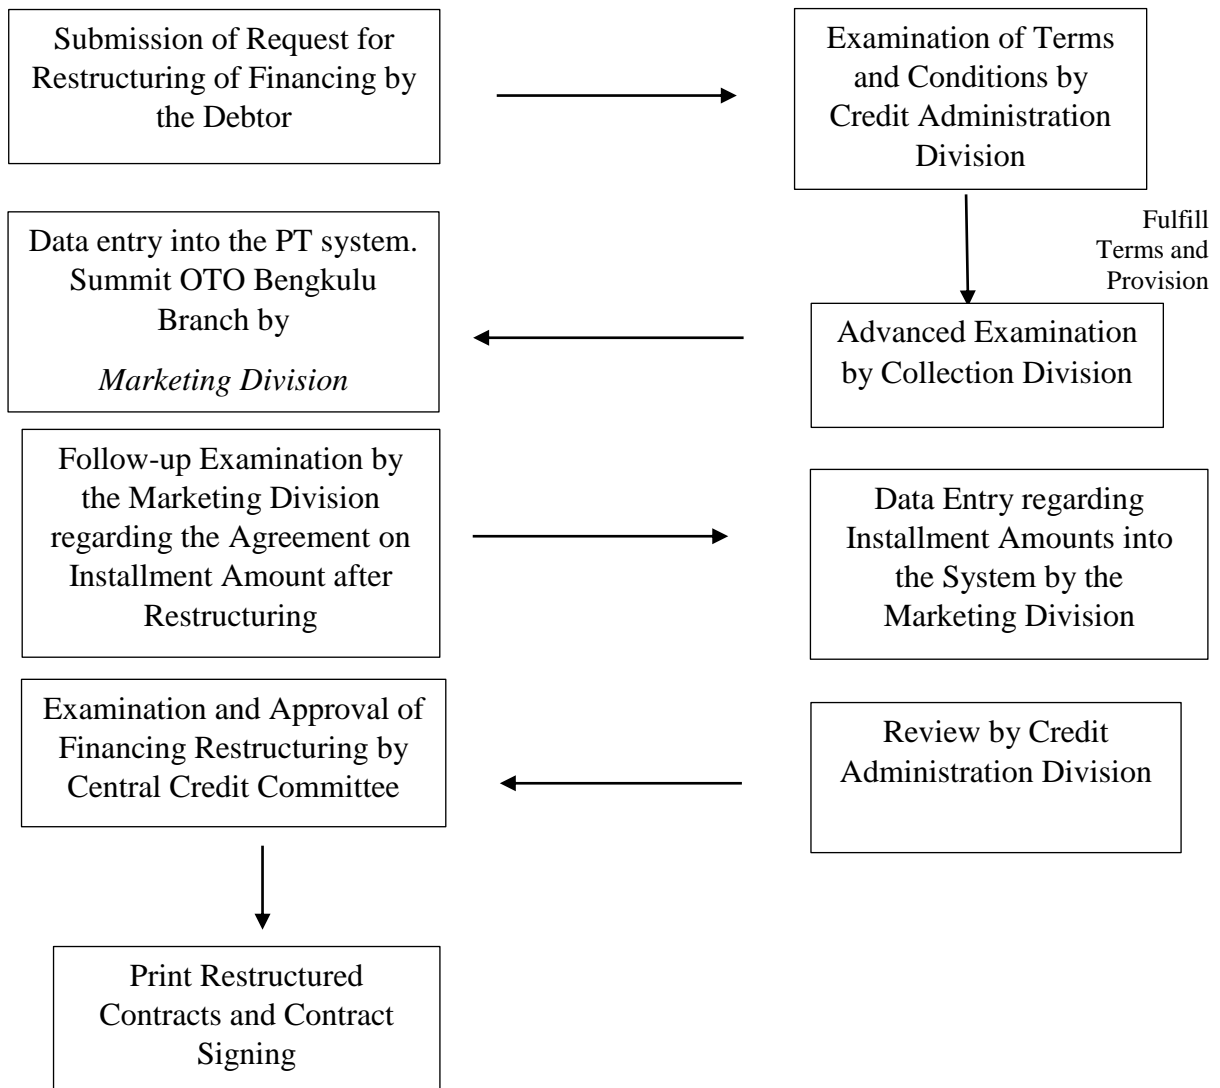 Submission of Request for
Restructuring of Financing by
the Debtor
Examination of Terms
and Conditions by
Credit Administration
Division
Fulfill
Terms and
Provision
Data entry into the PT system.
Summit OTO Bengkulu
Branch by
Marketing Division
Advanced Examination
by Collection Division
Follow-up Examination by
the Marketing Division
regarding the Agreement on
Installment Amount after
Restructuring
Data Entry regarding
Installment Amounts into
the System by the
Marketing Division
Examination and Approval of
Financing Restructuring by
Central Credit Committee
Review by Credit
Administration Division
Print Restructured
Contracts and Contract
Signing